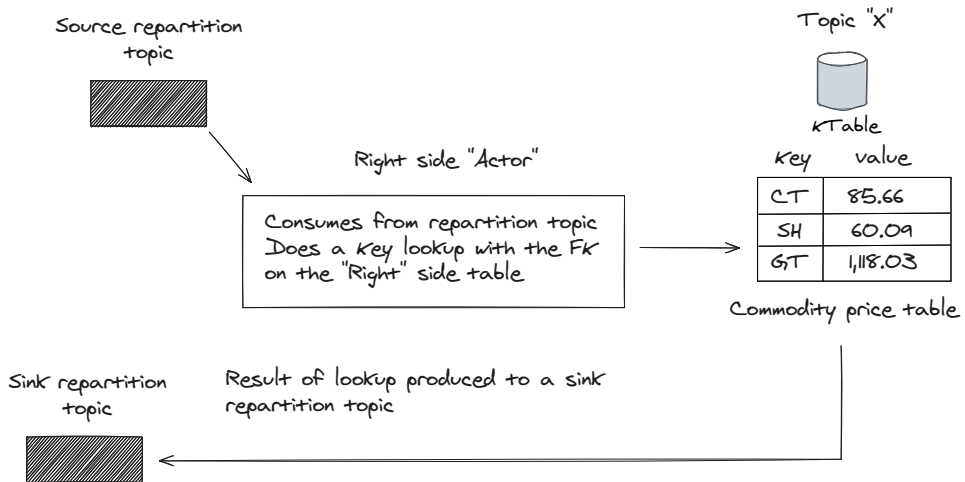 Source repartition
topic
Topic "X"
KTable
Right side "Actor"
Key value
Consumes from repartition topic
Does a key lookup with the FK
on the "Right" side table
CT 85.66
SH 60.09
GT 1,118.03
Commodity price table
Sink repartition
topic
Result of lookup produced to a sink
repartition topic